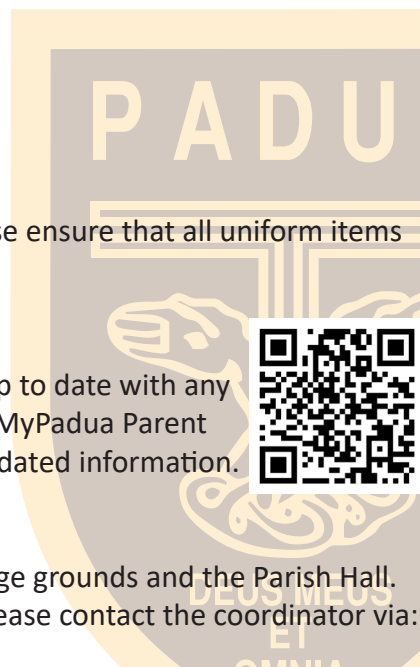 PADU
se ensure that all uniform items
p to date with any
MyPadua Parent
dated information.
ge grounds and the Parish Hall.
ease contact the coordinator via:
DEUS MEUS
ET
OMNIA